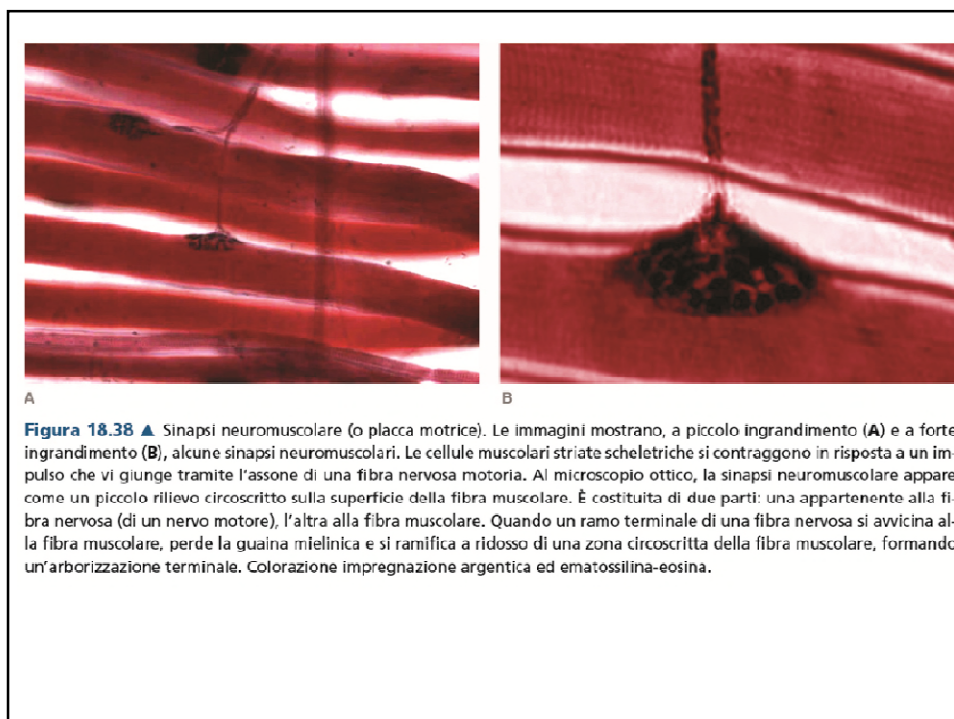 A
B
Figura 18.38 ▲ Sinapsi neuromuscolare (o placca motrice). Le immagini mostrano, a piccolo ingrandimento (A) e a forte
ingrandimento (B), alcune sinapsi neuromuscolari. Le cellule muscolari striate scheletriche si contraggono in risposta a un im-
pulso che vi giunge tramite l'assone di una fibra nervosa motoria. Al microscopio ottico, la sinapsi neuromuscolare appare
come un piccolo rilievo circoscritto sulla superficie della fibra muscolare. È costituita di due parti: una appartenente alla fi-
bra nervosa (di un nervo motore), l'altra alla fibra muscolare. Quando un ramo terminale di una fibra nervosa si avvicina al-
la fibra muscolare, perde la guaina mielinica e si ramifica a ridosso di una zona circoscritta della fibra muscolare, formando
un'arborizzazione terminale. Colorazione impregnazione argentica ed ematossilina-eosina.